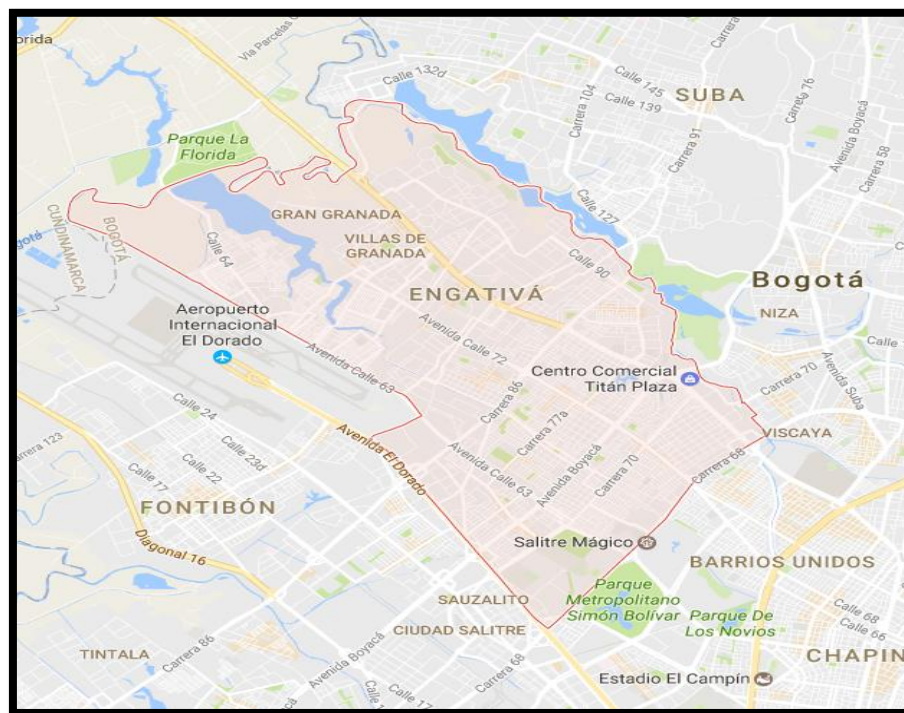 orida
Via Parcelas
Calle 132d
Calle 145
Calle 139
Carrera 104
Carrera 91
SUBA
Carrera 76
Avenida Boyacá
Carrera 58
Parque La
Florida
GRAN GRANADA
VILLAS DE
GRANADA
Calle 127
Calle 90
CUNDINAMARCA
BOGOTÁ
ogotá
Calle 64
ENGATIVÁ
Bogotá
NIZA
Aeropuerto
Internacional
El Dorado
Avenida Calle 72
Avenida Calle 63
Centro Comercial
Titán Plaza
Carrera 70
Avenida Suba
Carrera 86
Carrera 77a
Calle 24
VISCAYA
Carrera 68
Avenida El Dorado
Avenida Calle 63
Avenida Boyacá
Carrera 70
arrera 123
Calle 17
Calle 22
Calle 23d
FONTIBÓN
Diagonal 16
Salitre Mágico
BARRIOS UNIDOS
Parque
Metropolitano
Simón Bolívar
Parque De
Los Novios
SAUZALITO
CIUDAD SALITRE
Calle 68
Calle 66
TINTALA
Carrera 86
Avenida Boyacá
Carrera 68
Calle 17
CHAPIN
Estadio El Campín